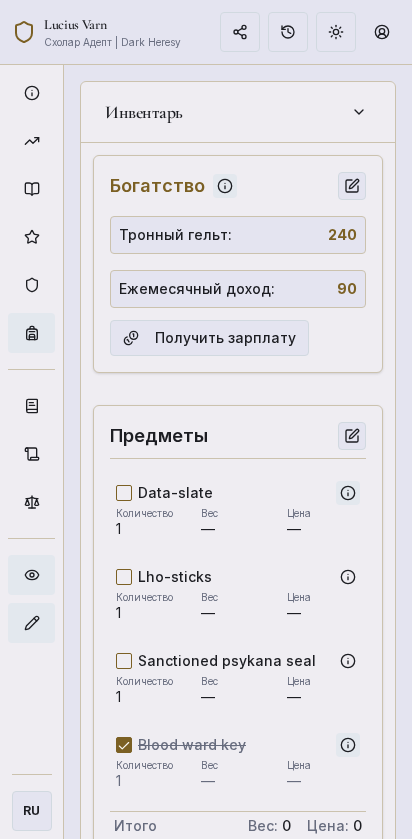 Lucius Varn
Схолар Адепт | Dark Heresy
Инвентарь
Богатство
Тронный гельт: 240
Ежемесячный доход: 90
Получить зарплату
Предметы
Data-slate
Количество Вес Цена
1 — —
Lho-sticks
Количество Вес Цена
1 — —
Sanctioned psykana seal
Количество Вес Цена
1 — —
Blood ward key
Количество Вес Цена
1 — —
Итого Вес: 0 Цена: 0
RU